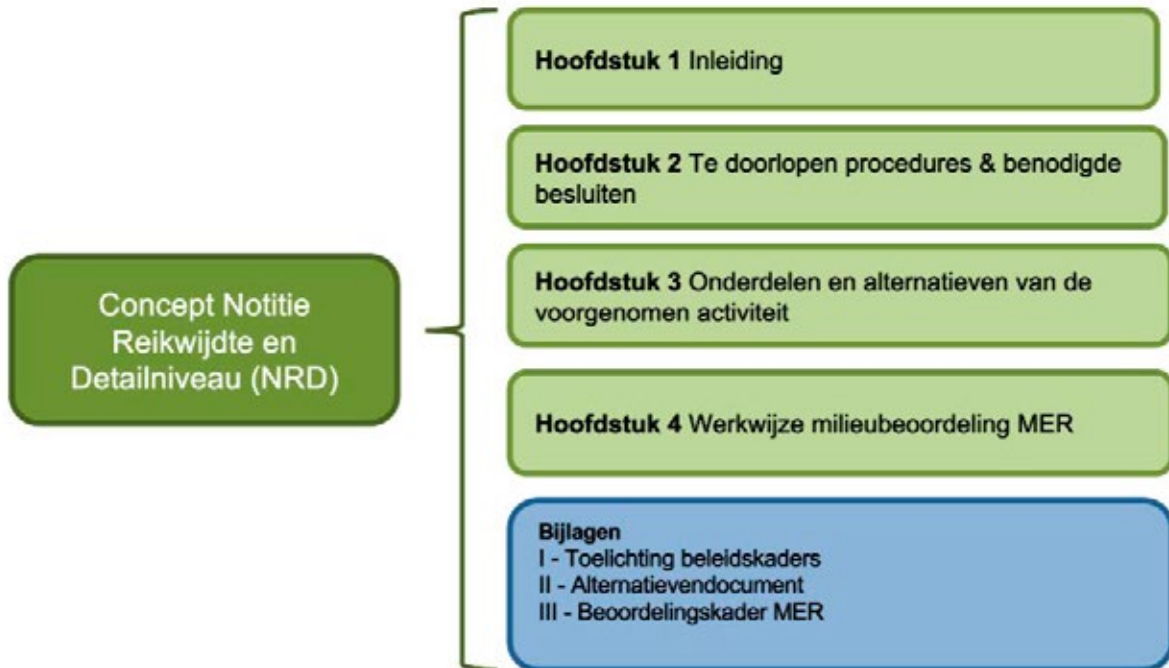 Concept Notitie
Reikwijdte en
Detailniveau (NRD)
Hoofdstuk 1 Inleiding
Hoofdstuk 2 Te doorlopen procedures & benodigde
besluiten
Hoofdstuk 3 Onderdelen en alternatieven van de
voorgenomen activiteit
Hoofdstuk 4 Werkwijze milieubeoordeling MER
Bijlagen
I - Toelichting beleidskaders
II - Alternatievendocument
III - Beoordelingskader MER